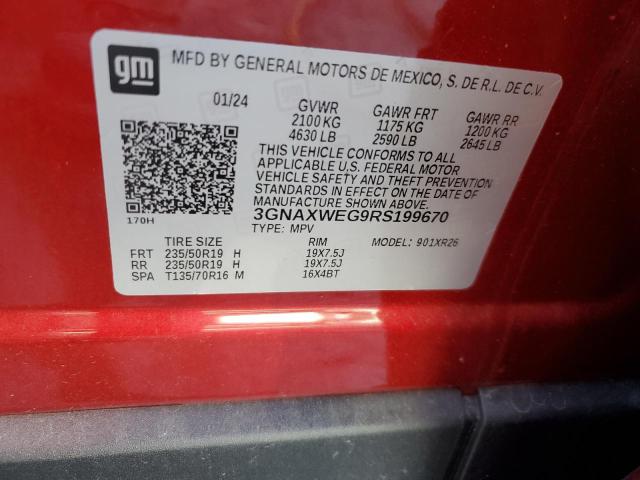 gm
MFD BY GENERAL MOTORS DE MEXICO, S. DE R.L. DE C.V.
01/24 GVWR GAWR FRT GAWR RR
2100 KG 1175 KG 1200 KG
4630 LB 2590 LB 2645 LB
THIS VEHICLE CONFORMS TO ALL
APPLICABLE U.S. FEDERAL MOTOR
VEHICLE SAFETY AND THEFT PREVENTION
STANDARDS IN EFFECT ON THE DATE OF
MANUFACTURE SHOWN ABOVE.
170H 3GNAXWEG9RS199670
TYPE: MPV MODEL: 901XR26
TIRE SIZE RIM
FRT 235/50R19 H 19X7.5J
RR 235/50R19 H 19X7.5J
SPA T135/70R16 M 16X4BT